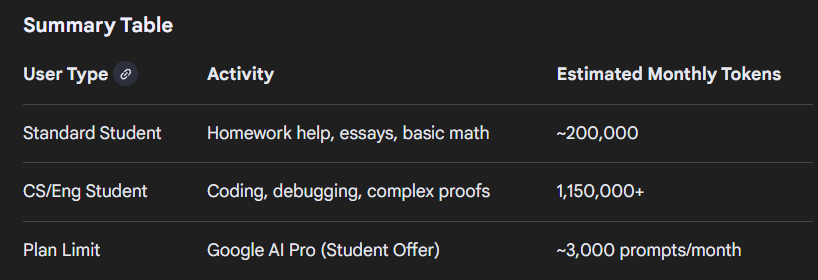 Summary Table
User Type Activity Estimated Monthly Tokens
Standard Student Homework help, essays, basic math ~200,000
CS/Eng Student Coding, debugging, complex proofs 1,150,000+
Plan Limit Google AI Pro (Student Offer) ~3,000 prompts/month